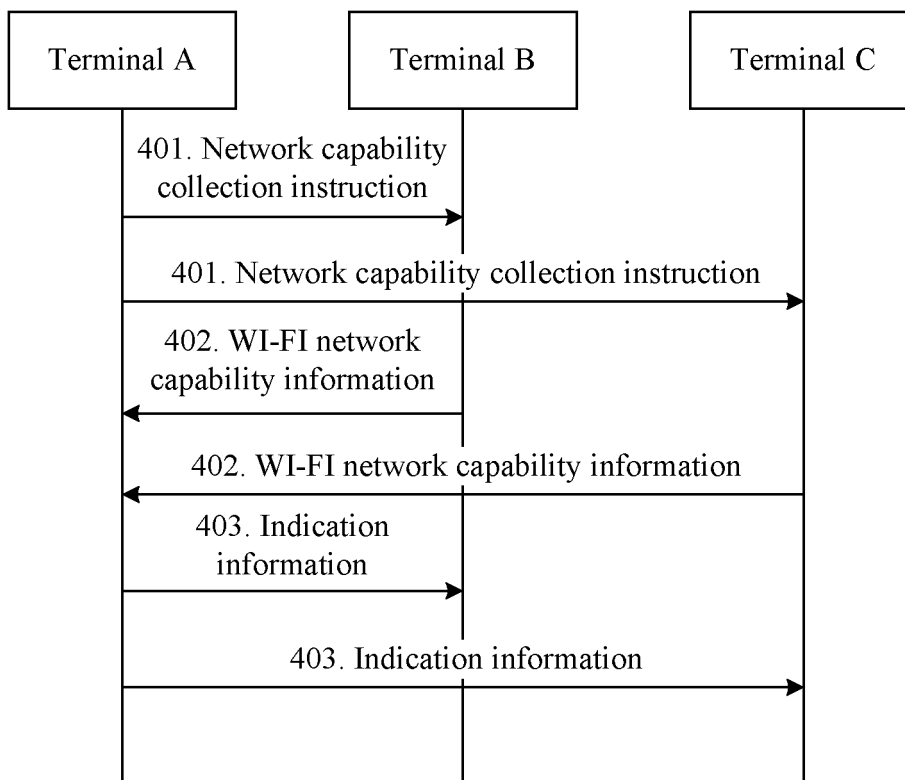 Terminal A
Terminal B
Terminal C
401. Network capability
collection instruction
401. Network capability collection instruction
402. WI-FI network
capability information
402. WI-FI network capability information
403. Indication
information
403. Indication information